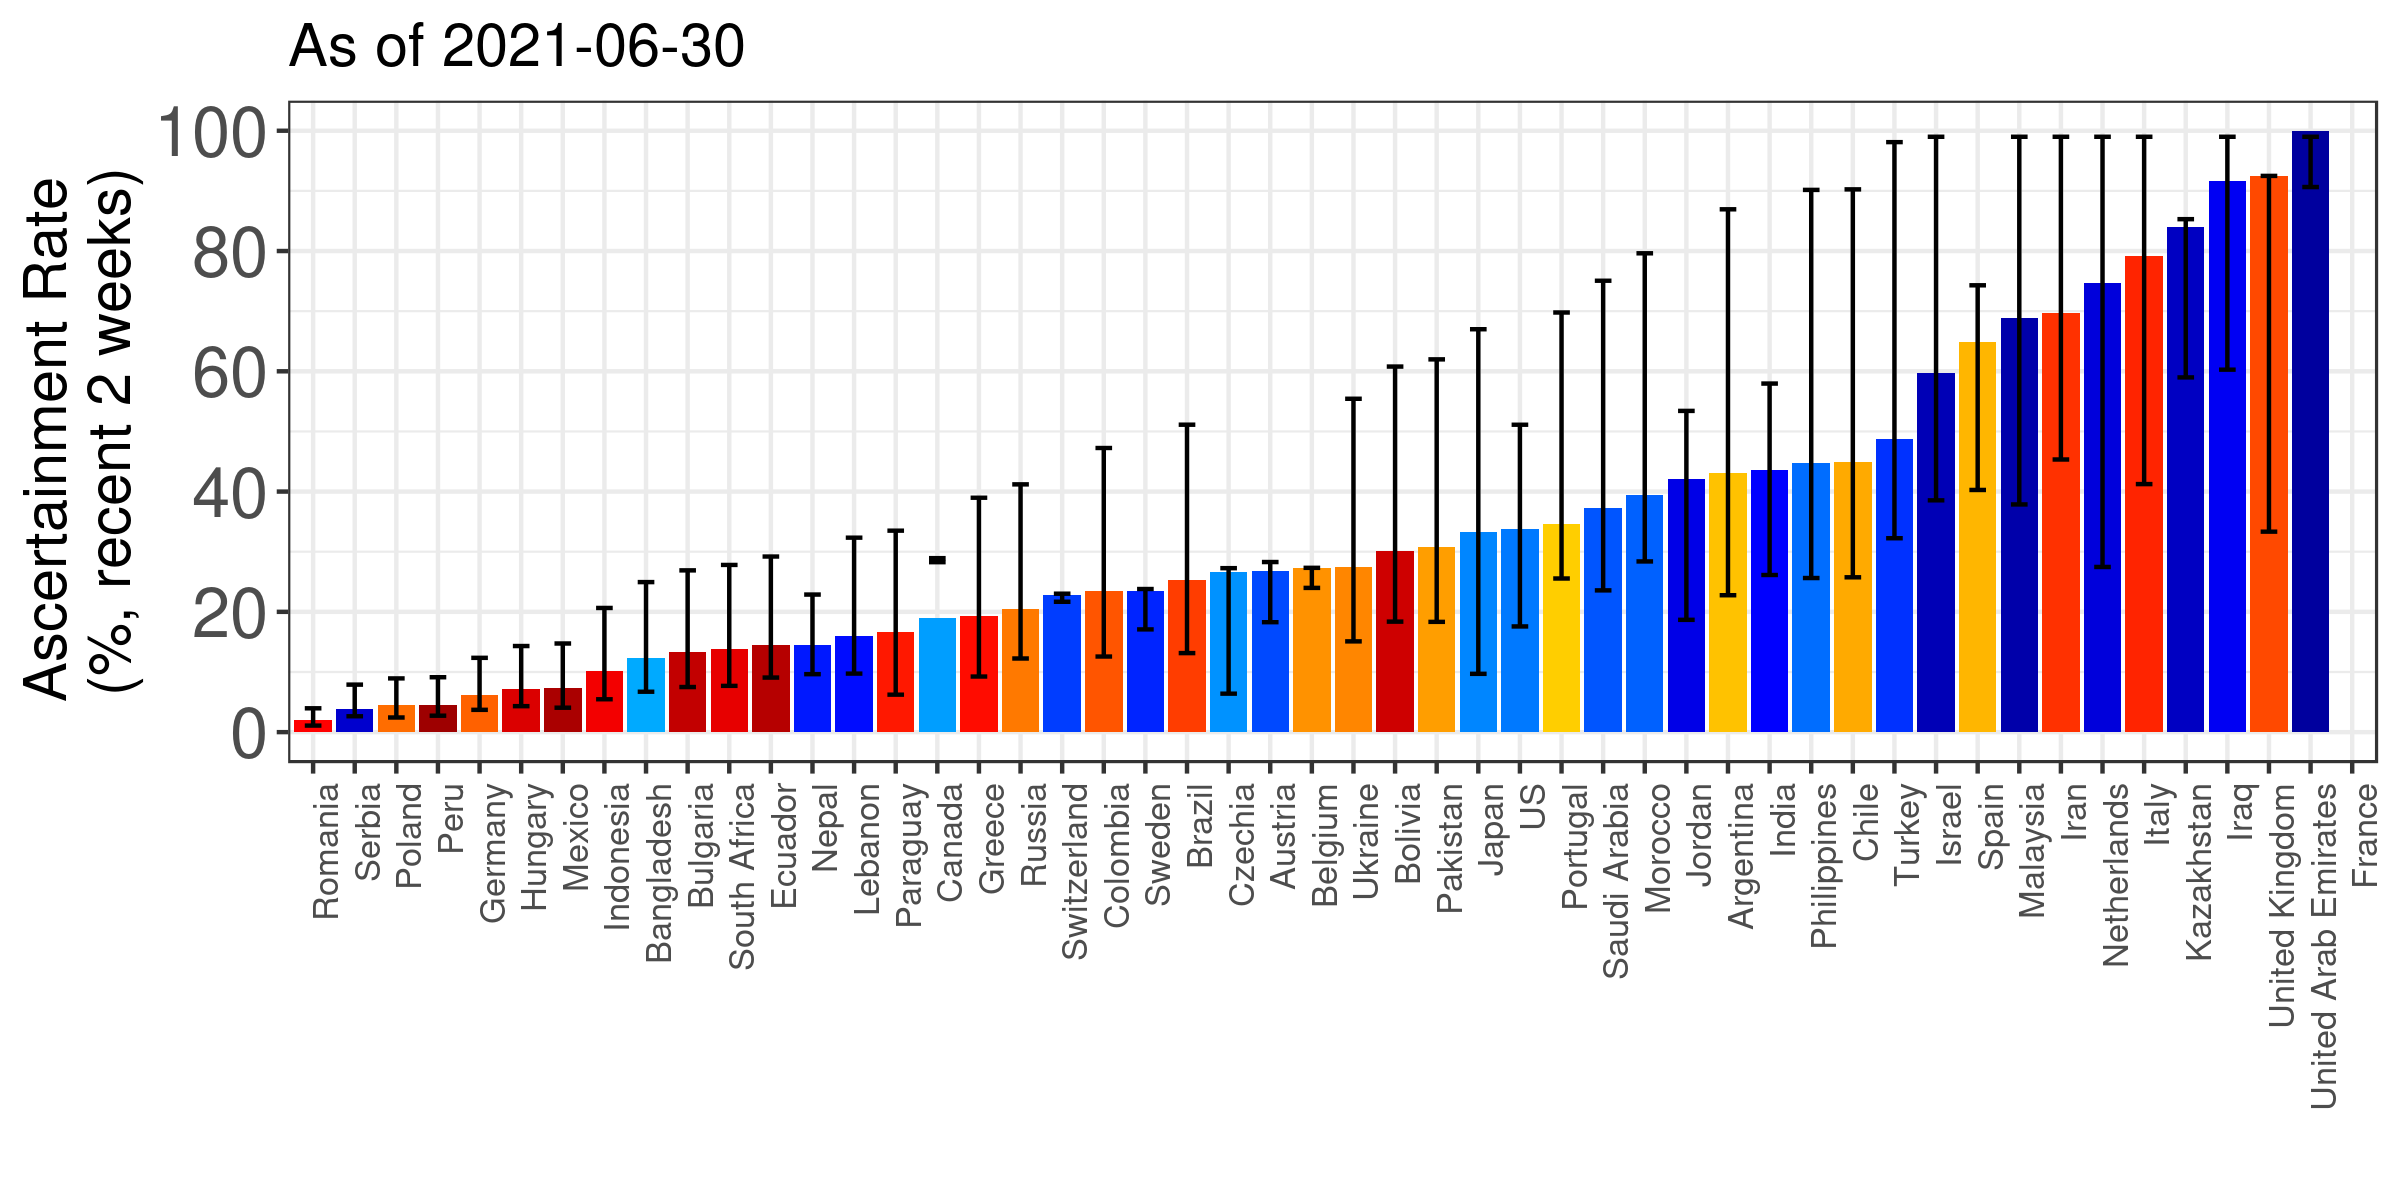 As of 2021-06-30
Ascertainment Rate
(%, recent 2 weeks)
100
80
60
40
20
0
Romania
Serbia
Poland
Peru
Germany
Hungary
Mexico
Indonesia
Bangladesh
Bulgaria
South Africa
Ecuador
Nepal
Lebanon
Paraguay
Canada
Greece
Russia
Switzerland
Colombia
Sweden
Brazil
Czechia
Austria
Belgium
Ukraine
Bolivia
Pakistan
Japan
US
Portugal
Saudi Arabia
Morocco
Jordan
Argentina
India
Philippines
Chile
Turkey
Israel
Spain
Malaysia
Iran
Netherlands
Italy
Kazakhstan
Iraq
United Kingdom
United Arab Emirates
France